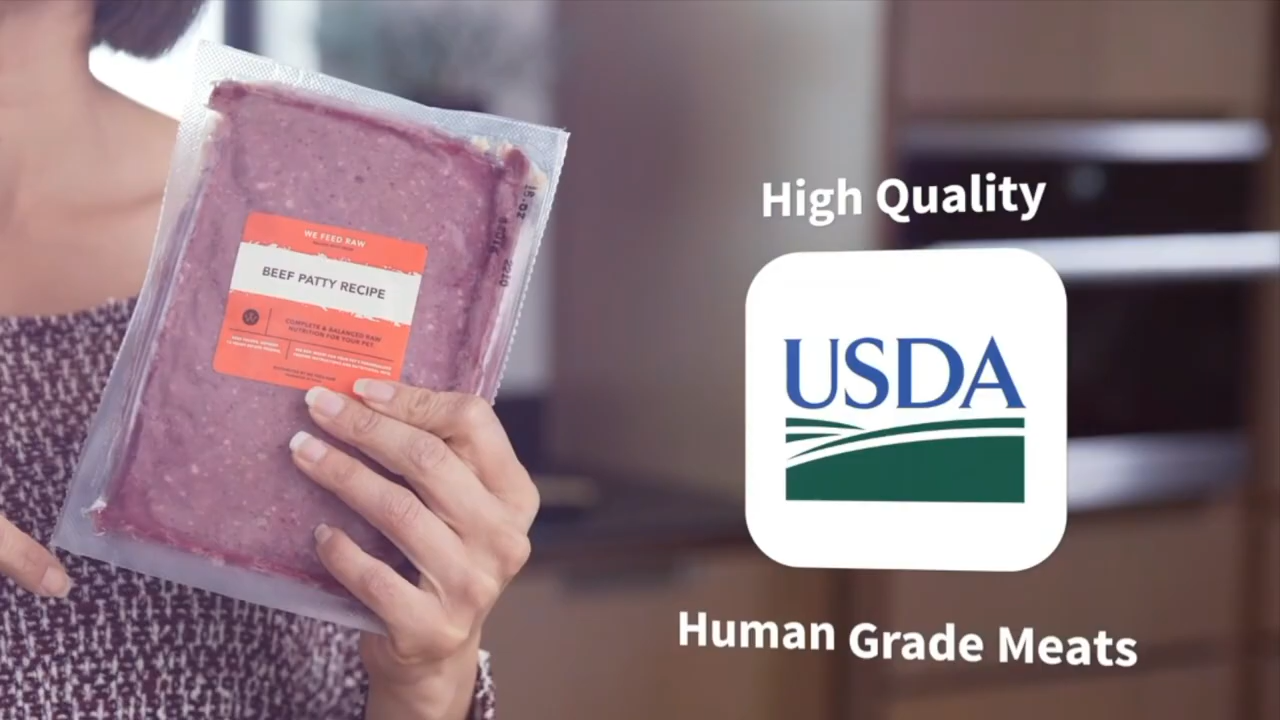 WE FEED RAW
BEEF PATTY RECIPE
COMPLETE & BALANCED RAW
NUTRITION FOR YOUR PET.
High Quality
USDA
Human Grade Meats